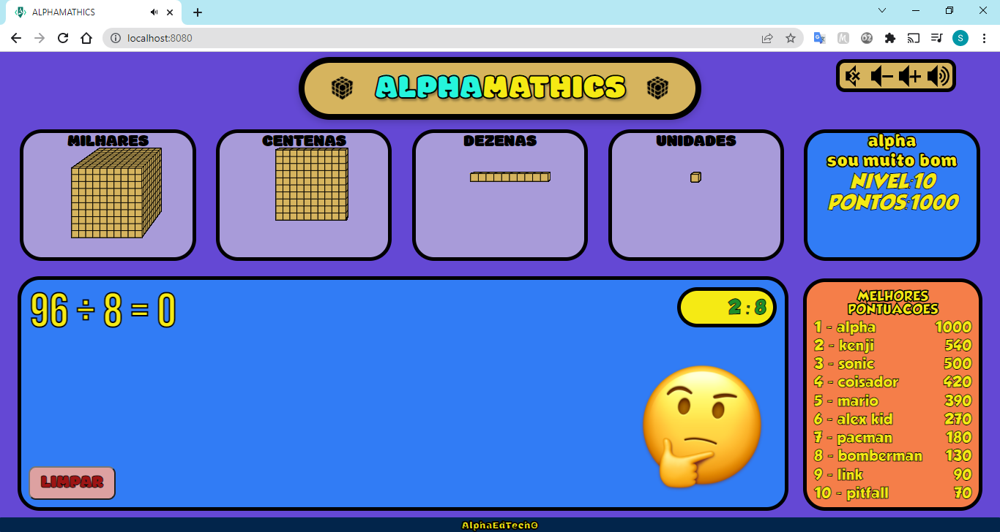 ALPHAMATHICS
localhost:8080
ALPHAMATHICS
MILHARES
CENTENAS
DEZENAS
UNIDADES
alpha
sou muito bom
NIVEL:10
PONTOS:1000
96 ÷ 8 = 0
2:8
LIMPAR
MELHORES
PONTUACOES
1 - alpha 1000
2 - kenji 540
3 - sonic 500
4 - coisador 420
5 - mario 390
6 - alex kid 270
7 - pacman 180
8 - bomberman 130
9 - link 90
10 - pitfall 70
AlphaEdTech©